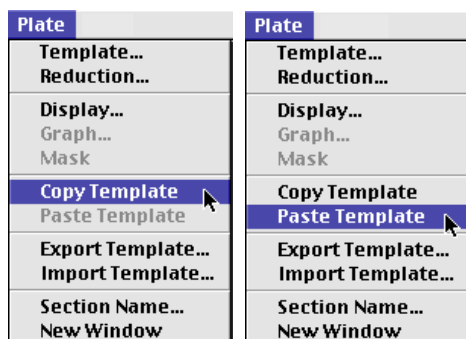 Plate
Template...
Reduction...
Display...
Graph...
Mask
Copy Template
Paste Template
Export Template...
Import Template...
Section Name...
New Window
Plate
Template...
Reduction...
Display...
Graph...
Mask
Copy Template
Paste Template
Export Template...
Import Template...
Section Name...
New Window